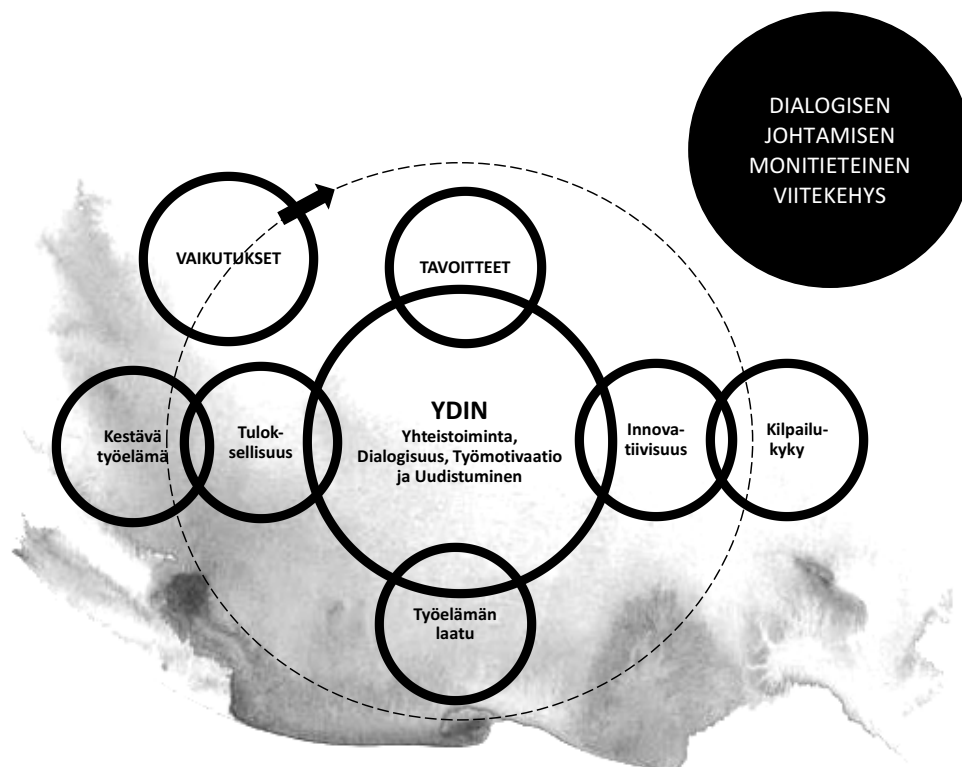 DIALOGISEN
JOHTAMISEN
MONITIETEINEN
VIITEKEHYS
VAIKUTUKSET
TAVOITTEET
Kestävä
työelämä
Tulok-
sellisuus
YDIN
Yhteistoiminta,
Dialogisuus, Työmotivaatio
ja Uudistuminen
Innova-
tiivisuus
Kilpailu-
kyky
Työelämän
laatu